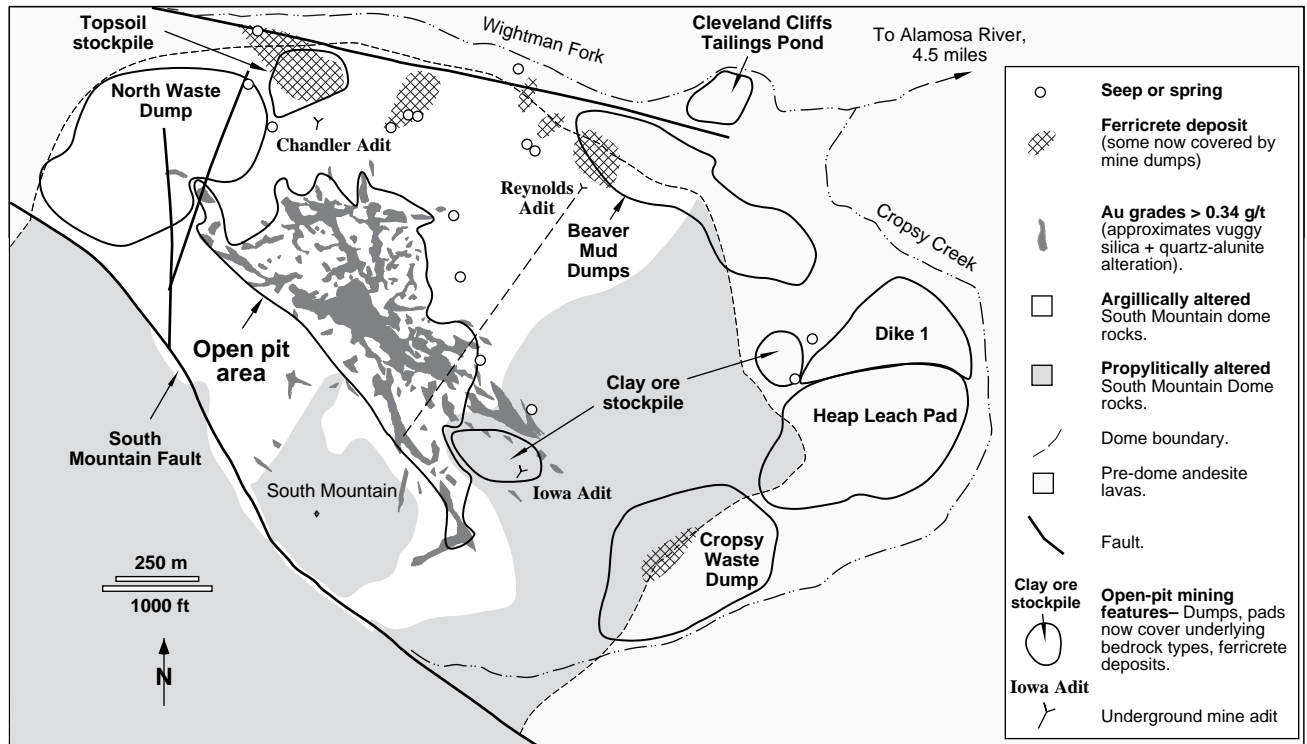 Topsoil
stockpile
Wightman Fork
Cleveland Cliffs
Tailings Pond
To Alamosa River,
4.5 miles
North Waste
Dump
Chandler Adit
Reynolds
Adit
Beaver
Mud
Dumps
Cropsy
Creek
Open pit
area
Dike 1
Clay ore
stockpile
Heap Leach Pad
South
Mountain Fault
South Mountain
Iowa Adit
Cropsy
Waste
Dump
250 m
1000 ft
N
Seep or spring
Ferricrete deposit
(some now covered by
mine dumps)
Au grades > 0.34 g/t
(approximates vuggy
silica + quartz-alunite
alteration).
Argillically altered
South Mountain dome
rocks.
Propylitically altered
South Mountain Dome
rocks.
Dome boundary.
Pre-dome andesite
lavas.
Fault.
Clay ore
stockpile
Open-pit mining
features– Dumps, pads
now cover underlying
bedrock types, ferricrete
deposits.
Iowa Adit
Underground mine adit